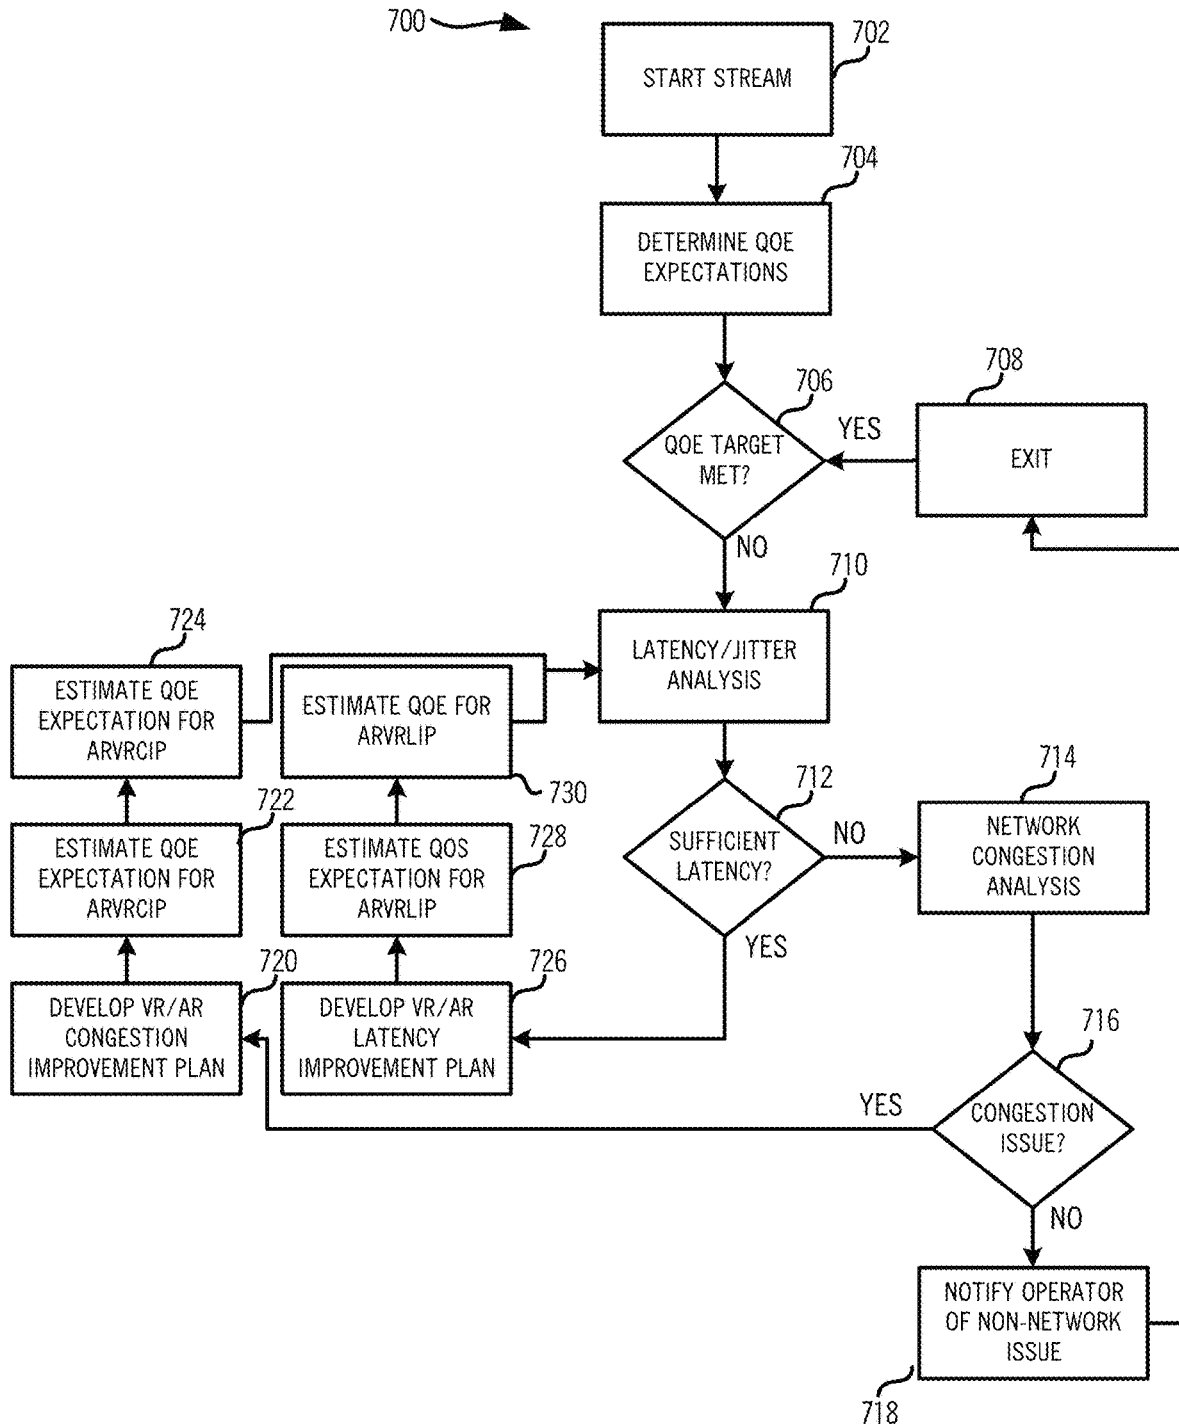 700
702
START STREAM
704
DETERMINE QOE
EXPECTATIONS
706
QOE TARGET
MET?
YES
708
EXIT
NO
710
LATENCY/JITTER
ANALYSIS
724
ESTIMATE QOE
EXPECTATION FOR
ARVRCIP
ESTIMATE QOE FOR
ARVRLIP
730
712
SUFFICIENT
LATENCY?
NO
714
NETWORK
CONGESTION
ANALYSIS
YES
722
ESTIMATE QOE
EXPECTATION FOR
ARVRCIP
728
ESTIMATE QOS
EXPECTATION FOR
ARVRLIP
720
DEVELOP VR/AR
CONGESTION
IMPROVEMENT PLAN
726
DEVELOP VR/AR
LATENCY
IMPROVEMENT PLAN
716
CONGESTION
ISSUE?
YES
NO
NOTIFY OPERATOR
OF NON-NETWORK
ISSUE
718